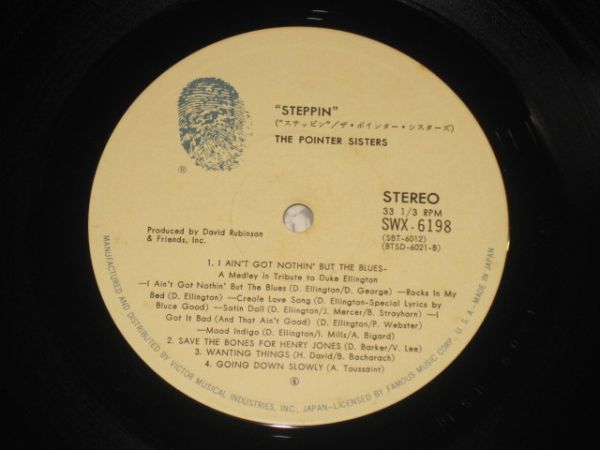 "STEPPIN"
("ステッピン"/ザ・ポインター・シスターズ)
THE POINTER SISTERS
®
STEREO
33 1/3 RPM
SWX-6198
(SBT-6012)
(BTSD-6021-B)
Produced by David Rubinson
& Friends, Inc.
1. I AIN'T GOT NOTHIN' BUT THE BLUES-
A Medley in Tribute to Duke Ellington
—I Ain't Got Nothin' But The Blues (D. Ellington/D. George) —Rocks In My
Bed (D. Ellington) —Creole Love Song (D. Ellington-Special Lyrics by
Bluce Good) —Satin Doll (D. Ellington/J. Mercer/B. Strayhorn) —I
Got It Bad (And That Ain't Good) (D. Ellington/P. Webster)
—Mood Indigo (D. Ellington/I. Mills/A. Bigard)
2. SAVE THE BONES FOR HENRY JONES (D. Barker/V. Lee)
3. WANTING THINGS (H. David/B. Bacharach)
4. GOING DOWN SLOWLY (A. Toussaint)
MANUFACTURED AND DISTRIBUTED BY VICTOR MUSICAL INDUSTRIES, INC., JAPAN-LICENSED BY FAMOUS MUSIC CORP. U.S.A.-MADE IN JAPAN